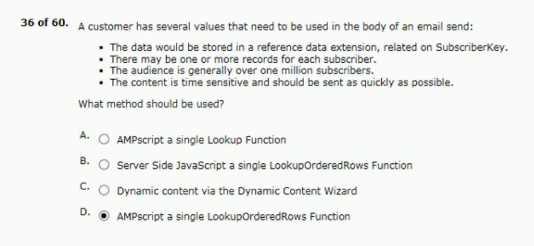 36 of 60. A customer has several values that need to be used in the body of an email send:
• The data would be stored in a reference data extension, related on SubscriberKey.
• There may be one or more records for each subscriber.
• The audience is generally over one million subscribers.
• The content is time sensitive and should be sent as quickly as possible.
What method should be used?
A. AMPscript a single Lookup Function
B. Server Side JavaScript a single LookupOrderedRows Function
C. Dynamic content via the Dynamic Content Wizard
D. AMPscript a single LookupOrderedRows Function